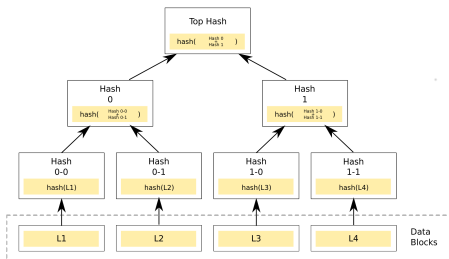 Top Hash
hash( Hash 0
+
Hash 1 )
Hash
0
hash( Hash 0-0
+
Hash 0-1 )
Hash
1
hash( Hash 1-0
+
Hash 1-1 )
Hash
0-0
hash(L1)
Hash
0-1
hash(L2)
Hash
1-0
hash(L3)
Hash
1-1
hash(L4)
L1
L2
L3
L4
Data
Blocks